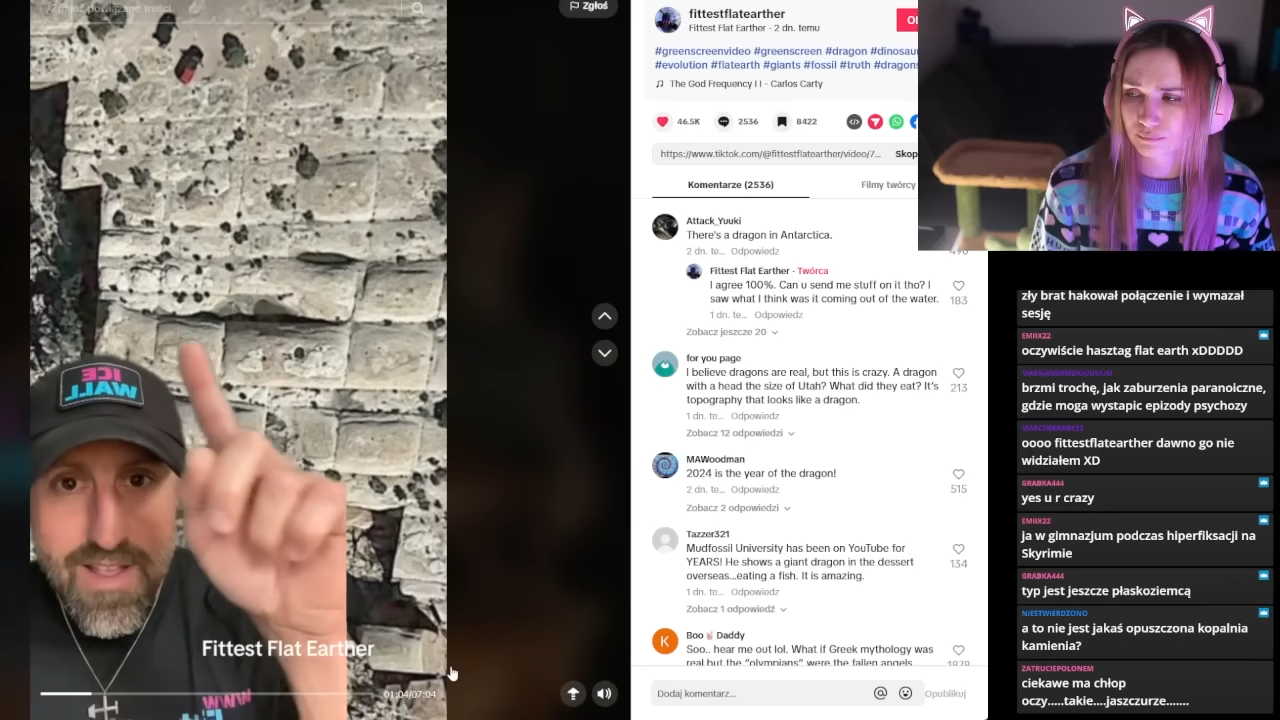 Znajdź powiązane treści
Zgłoś
ICE
WALL
Fittest Flat Earther
01:04/07:04
fittestflatearther
Fittest Flat Earther · 2 dn. temu
#greenscreenvideo #greenscreen #dragon #dinosaur
#evolution #flatearth #giants #fossil #truth #dragons
The God Frequency I I - Carlos Carty
46.5K
2536
8422
https://www.tiktok.com/@fittestflatearther/video/7...
Skop
Komentarze (2536)
Filmy twórcy
Attack_Yuuki
There's a dragon in Antarctica.
2 dn. te... Odpowiedz
490
Fittest Flat Earther · Twórca
I agree 100%. Can u send me stuff on it tho? I
saw what I think was it coming out of the water.
183
1 dn. te... Odpowiedz
Zobacz jeszcze 20
for you page
I believe dragons are real, but this is crazy. A dragon
with a head the size of Utah? What did they eat? It's
topography that looks like a dragon.
213
1 dn. te... Odpowiedz
Zobacz 12 odpowiedzi
MAWoodman
2024 is the year of the dragon!
515
2 dn. te... Odpowiedz
Zobacz 2 odpowiedzi
Tazzer321
Mudfossil University has been on YouTube for
YEARS! He shows a giant dragon in the dessert
overseas...eating a fish. It is amazing.
134
1 dn. te... Odpowiedz
Zobacz 1 odpowiedź
K
Boo Daddy
Soo.. hear me out lol. What if Greek mythology was
real but the "olympians" were the fallen angels
1979
Dodaj komentarz...
Opublikuj
zły brat hakował połączenie i wymazał
sesję
EMIIX22
oczywiście hasztag flat earth xDDDDD
brzmi trochę, jak zaburzenia paranoiczne,
gdzie moga wystapic epizody psychozy
oooo fittestflatearther dawno go nie
widziałem XD
GRABKA444
yes u r crazy
EMIIX22
ja w gimnazjum podczas hiperfiksacji na
Skyrimie
GRABKA444
typ jest jeszcze płaskoziemcą
NIESTWIERDZONO
a to nie jest jakaś opuszczona kopalnia
kamienia?
ZATRUCIEPOLONEM
ciekawe ma chłop
oczy.....takie....jaszczurze.......